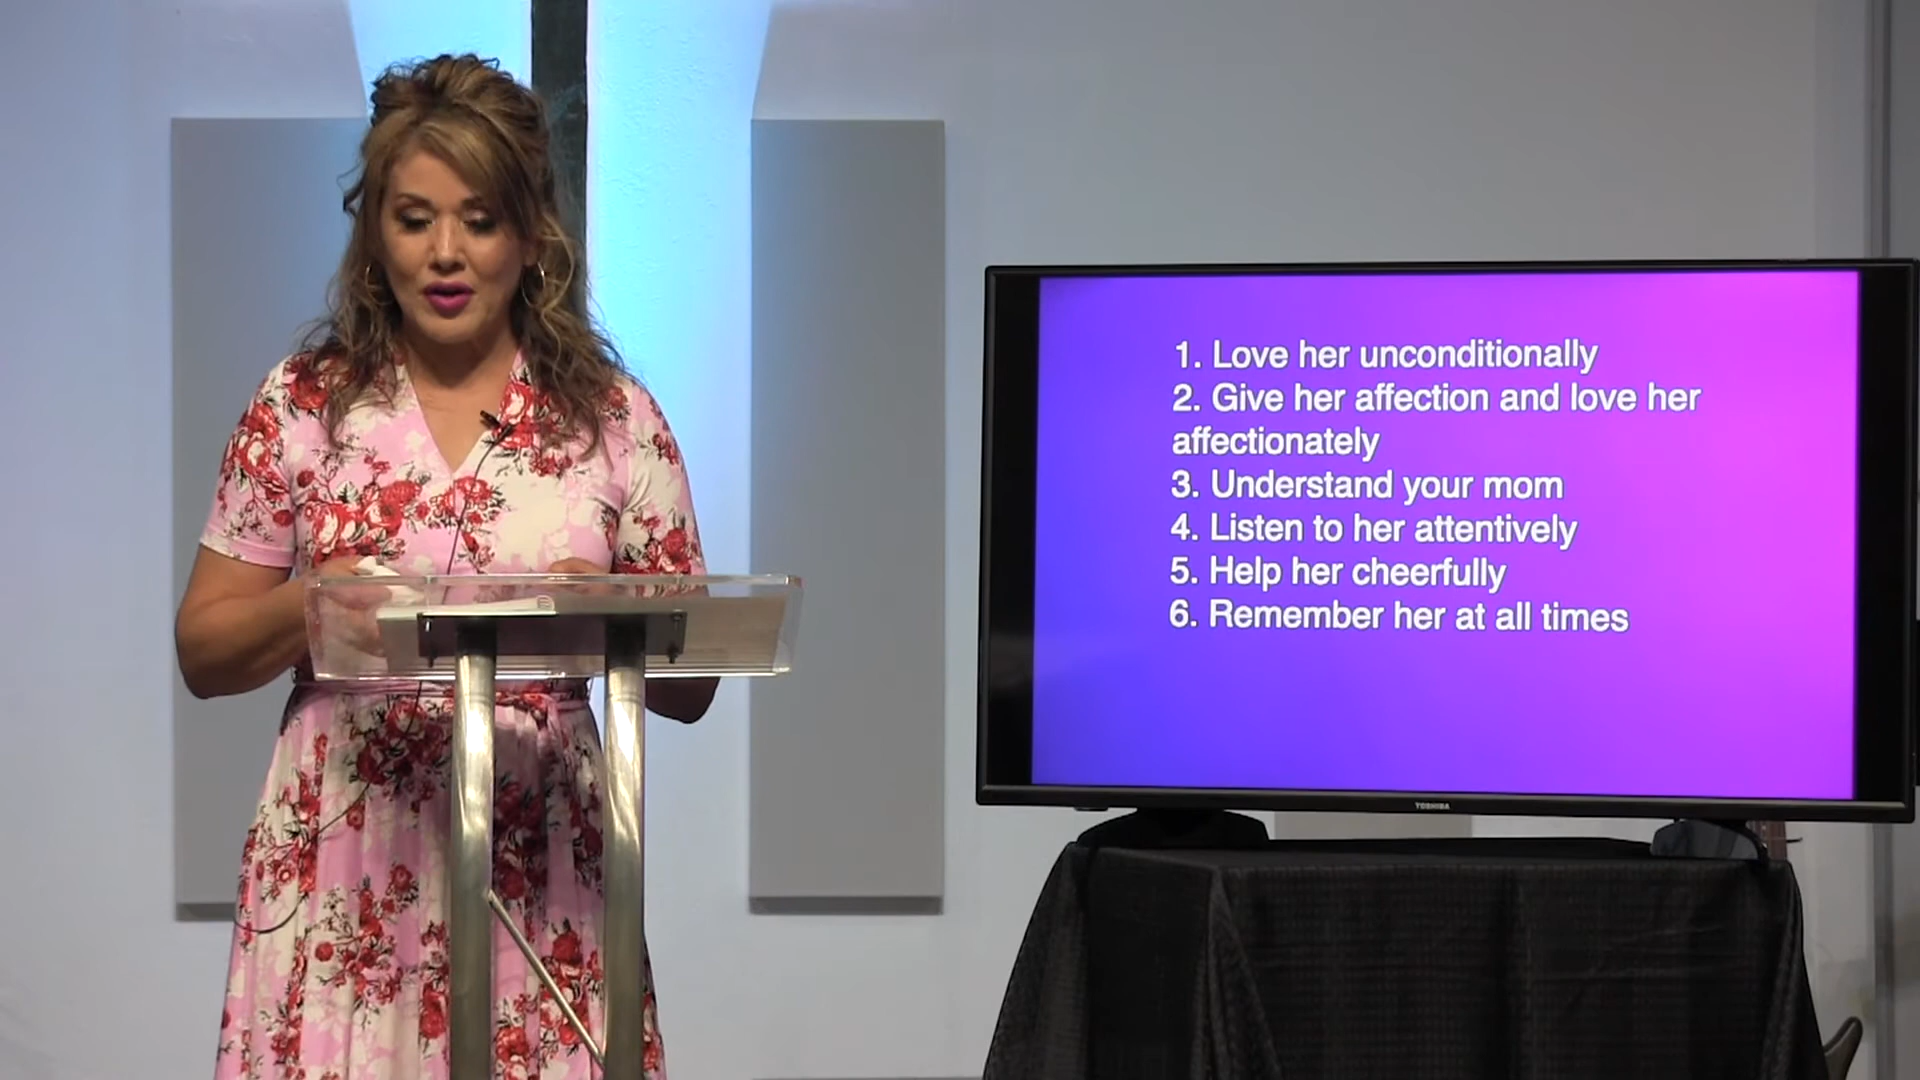 1. Love her unconditionally
2. Give her affection and love her
affectionately
3. Understand your mom
4. Listen to her attentively
5. Help her cheerfully
6. Remember her at all times
TOSHIBA